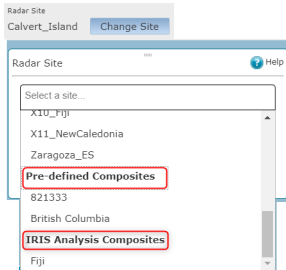 Radar Site
Calvert_Island
Change Site
Radar Site
Help
Select a site...
X10_Fiji
X11_NewCaledonia
Zaragoza_ES
Pre-defined Composites
821333
British Columbia
IRIS Analysis Composites
Fiji